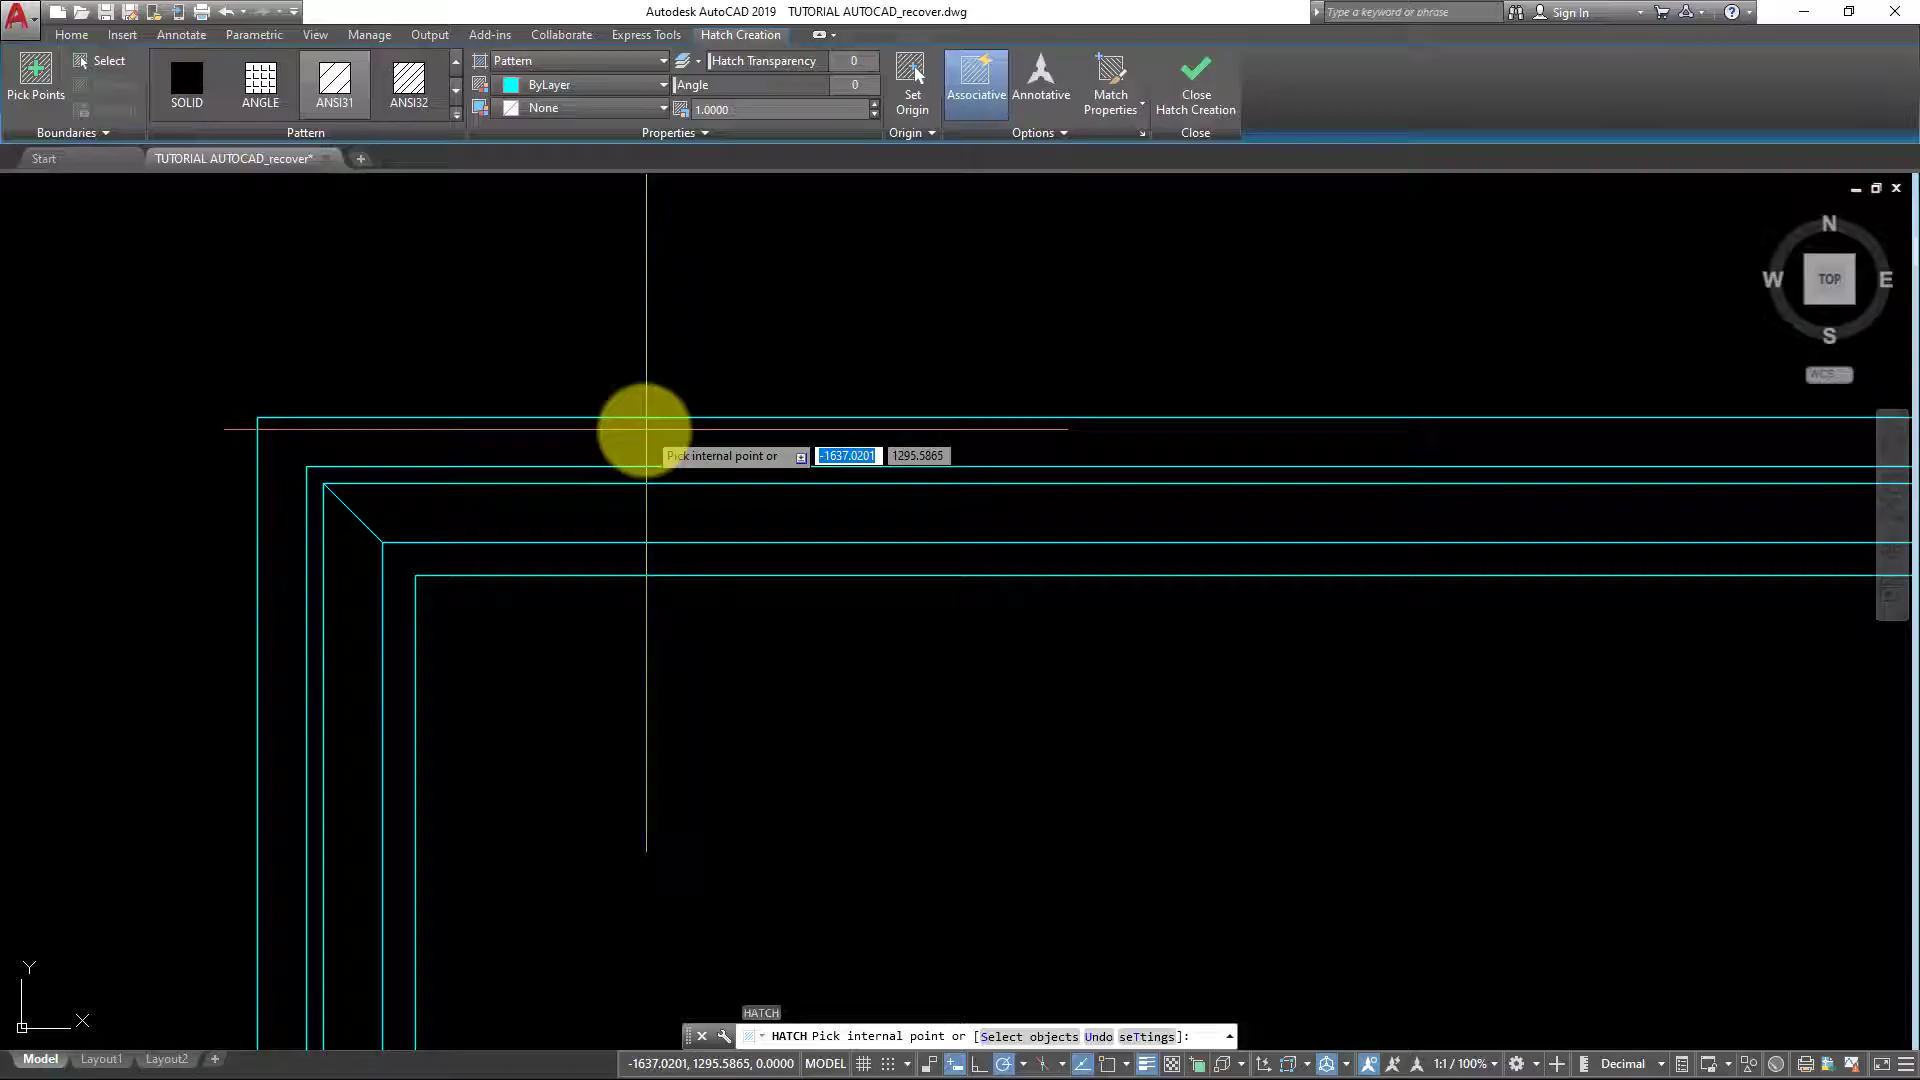 Autodesk AutoCAD 2019 TUTORIAL AUTOCAD_recover.dwg
Type a keyword or phrase
Sign In
Home Insert Annotate Parametric View Manage Output Add-ins Collaborate Express Tools Hatch Creation
Pick Points
Select
SOLID
ANGLE
ANSI31
ANSI32
Pattern
ByLayer
None
Hatch Transparency 0
Angle 0
1.0000
Set
Origin
Associative
Annotative
Match
Properties
Close
Hatch Creation
Boundaries Pattern Properties Origin Options Close
Start
TUTORIAL AUTOCAD_recover*
N
W
TOP
E
S
WCS
Pick internal point or -1637.0201 1295.5865
Y
X
HATCH
HATCH Pick internal point or [Select objects Undo seTtings]:
Model Layout1 Layout2
-1637.0201, 1295.5865, 0.0000 MODEL
1:1 / 100%
Decimal